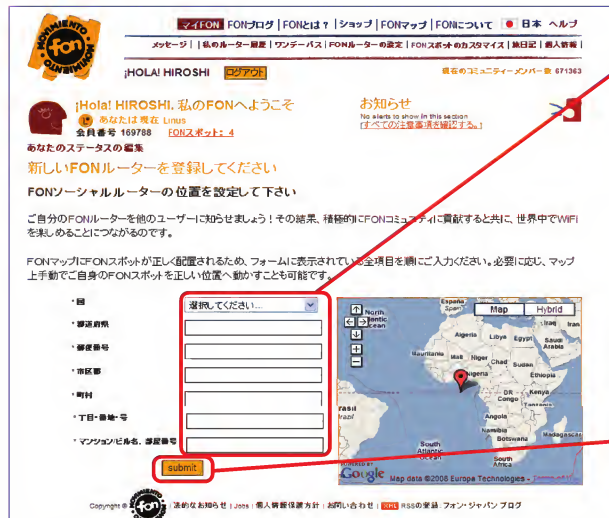 MOVIMIENTO
fon
マイFON FONブログ | FONとは? | ショップ | FONマップ | FONについて 日本 ヘルプ
メッセージ | 私のルーター履歴 | ワンデーパス | FONルーターの設定 | FONスポットのカスタマイズ | 旅日記 | 個人情報
¡HOLA! HIROSHI ログアウト 現在のコミュニティーメンバー数 671363
¡Hola! HIROSHI, 私のFONへようこそ
あなたは現在 Linus
会員番号 169788 FONスポット: 4
お知らせ
No alerts to show in this section
[すべての注意事項を確認する。]
あなたのステータスの編集
新しいFONルーターを登録してください
FONソーシャルルーターの位置を設定して下さい
ご自分のFONルーターを他のユーザーに知らせましょう!その結果、積極的にFONコミュニティに貢献すると共に、世界中でWiFi
を楽しめることにつながるのです。
FONマップにFONスポットが正しく配置されるため、フォームに表示されている全項目を順にご入力ください。必要に応じ、マップ
上手動でご自身のFONスポットを正しい位置へ動かすことも可能です。
* 国 選択してください...
* 都道府県
* 郵便番号
* 市区郡
* 町村
* 丁目・番地・号
* マンション/ビル名、部屋番号
submit
Map Hybrid
North
Atlantic
Ocean
España
Spain
Iraq Iran
Algeria Libya Egypt Saudi
Arabia
Mauritania Mali Niger Chad Sudan
Nigeria Ethiopia
DR Kenya
Congo Tanzania
Brasil
Brazil
Angola
Namibia
Botswana Madagascar
South
Atlantic
Ocean
South
Africa
POWERED BY
Google
Map data ©2008 Europa Technologies - Terms of Use
Copyright © fon | 法的なお知らせ | Jobs | 個人情報保護方針 | お問い合わせ | XML RSSの受信 フォン・ジャパン ブログ